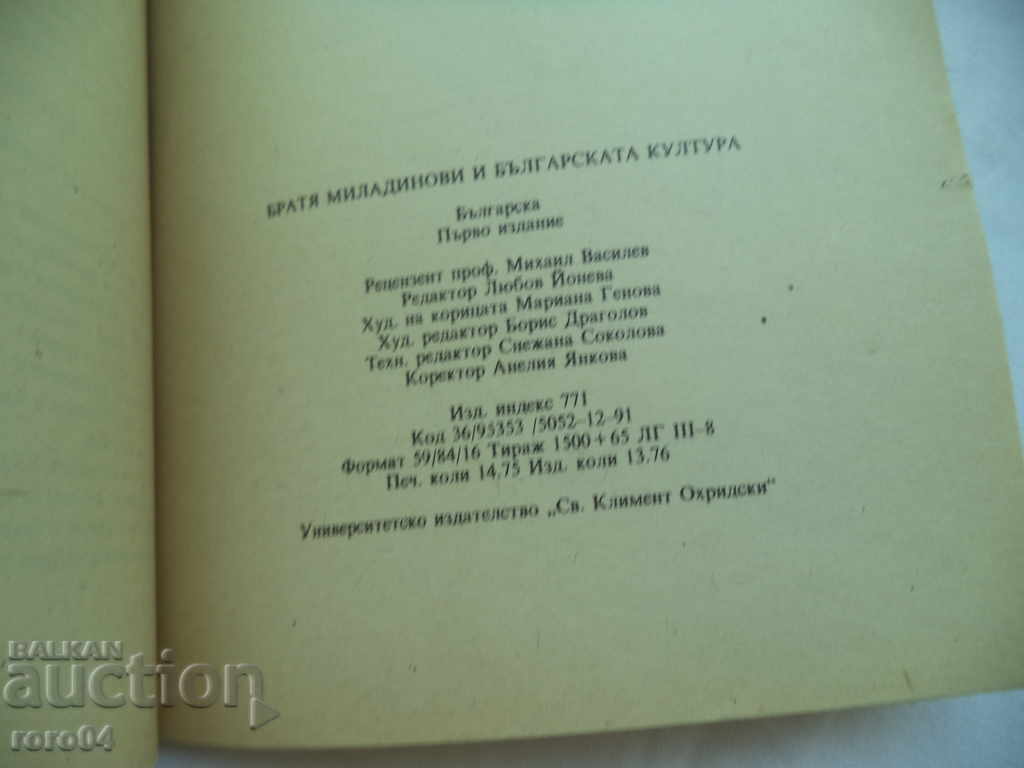 БРАТЯ МИЛАДИНОВИ И БЪЛГАРСКАТА КУЛТУРА
Българска
Първо издание
Рецензент проф. Михаил Василев
Редактор Любов Йонева
Худ. на корицата Мариана Генова
Худ. редактор Борис Драголов
Техн. редактор Снежана Соколова
Коректор Анелия Янкова
Изд. индекс 771
Код 36/95353 /5052-12-91
Формат 59/84/16 Тираж 1500+65 ЛГ III-8
Печ. коли 14,75 Изд. коли 13,76
Университетско издателство „Св. Климент Охридски“
BALKAN
auction
roro04